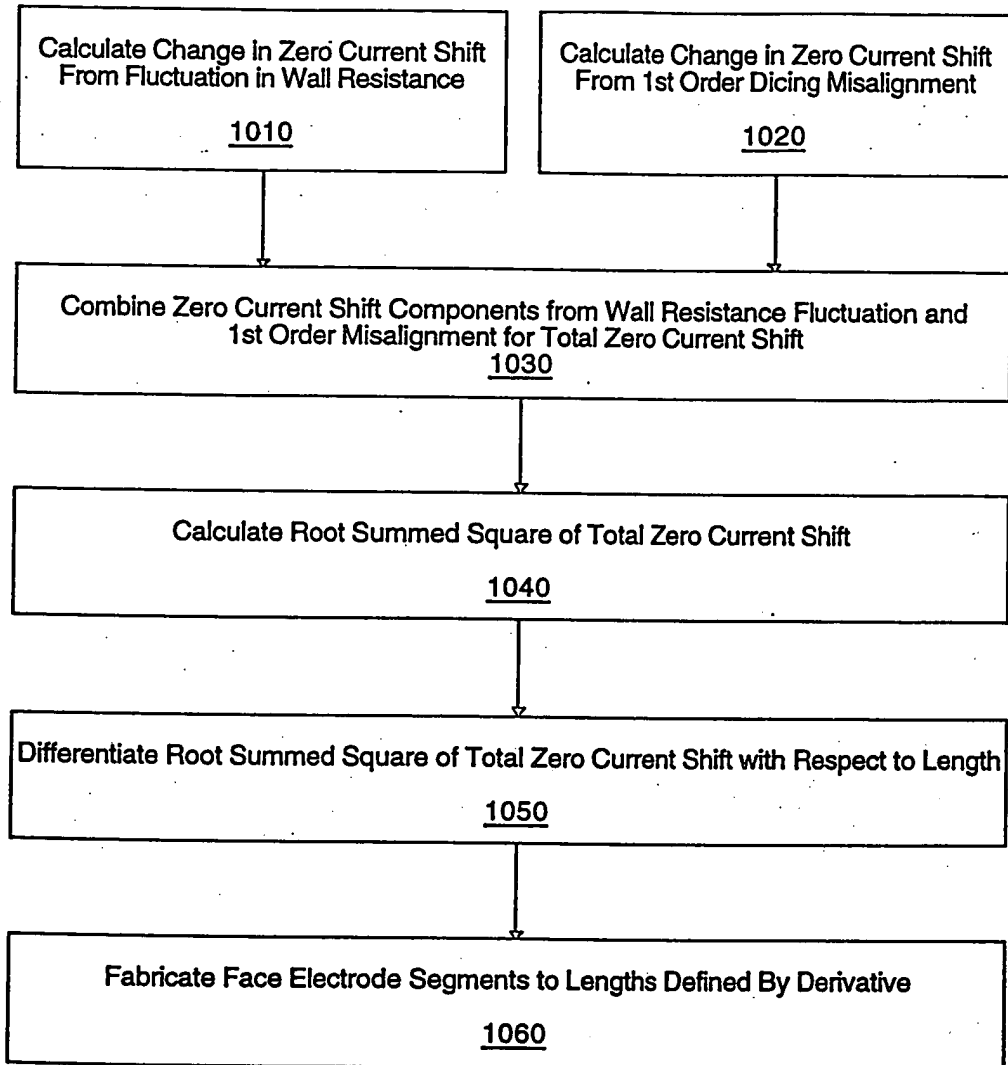 Calculate Change in Zero Current Shift
From Fluctuation in Wall Resistance
1010
Calculate Change in Zero Current Shift
From 1st Order Dicing Misalignment
1020
Combine Zero Current Shift Components from Wall Resistance Fluctuation and
1st Order Misalignment for Total Zero Current Shift
1030
Calculate Root Summed Square of Total Zero Current Shift
1040
Differentiate Root Summed Square of Total Zero Current Shift with Respect to Length
1050
Fabricate Face Electrode Segments to Lengths Defined By Derivative
1060